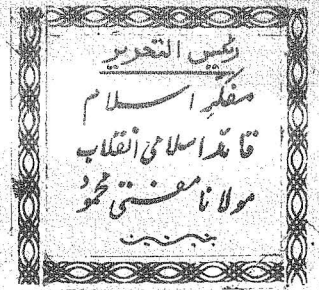 رئیس التحریر
مفکرِ اسلام
قائد اسلامی انقلاب
مولانا مفتی محمودؒ